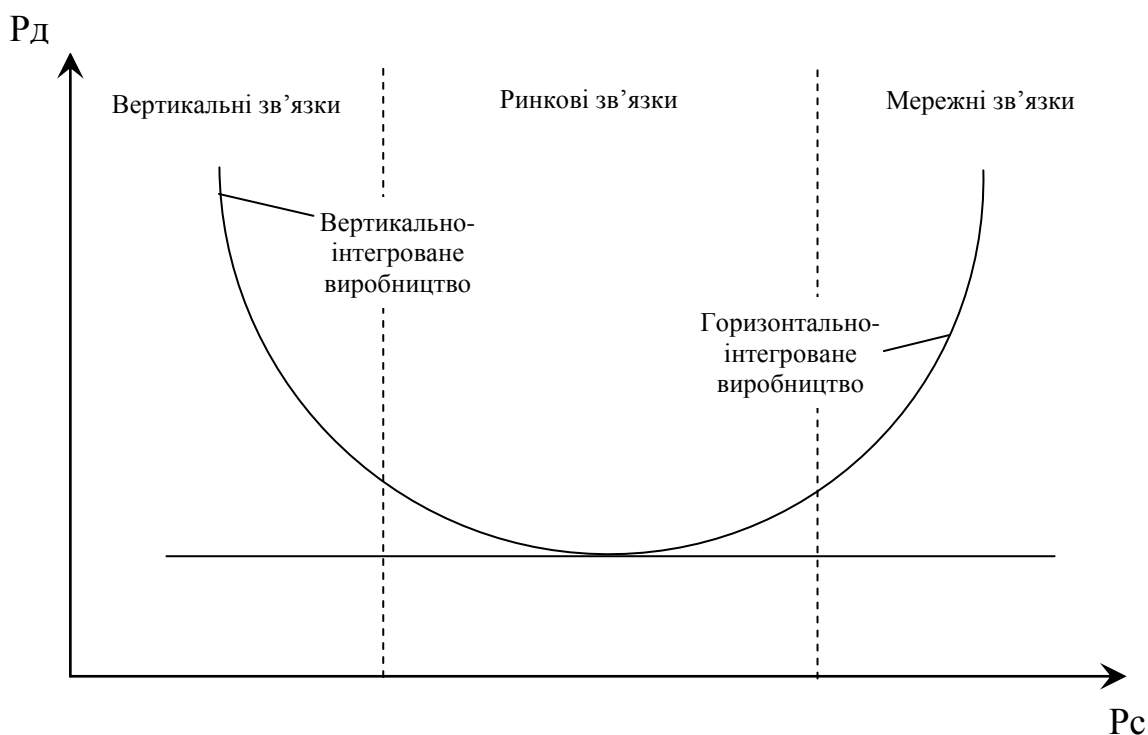 Рд
Вертикальні зв’язки
Ринкові зв’язки
Мережні зв’язки
Вертикально-
інтегроване
виробництво
Горизонтально-
інтегроване
виробництво
Рс